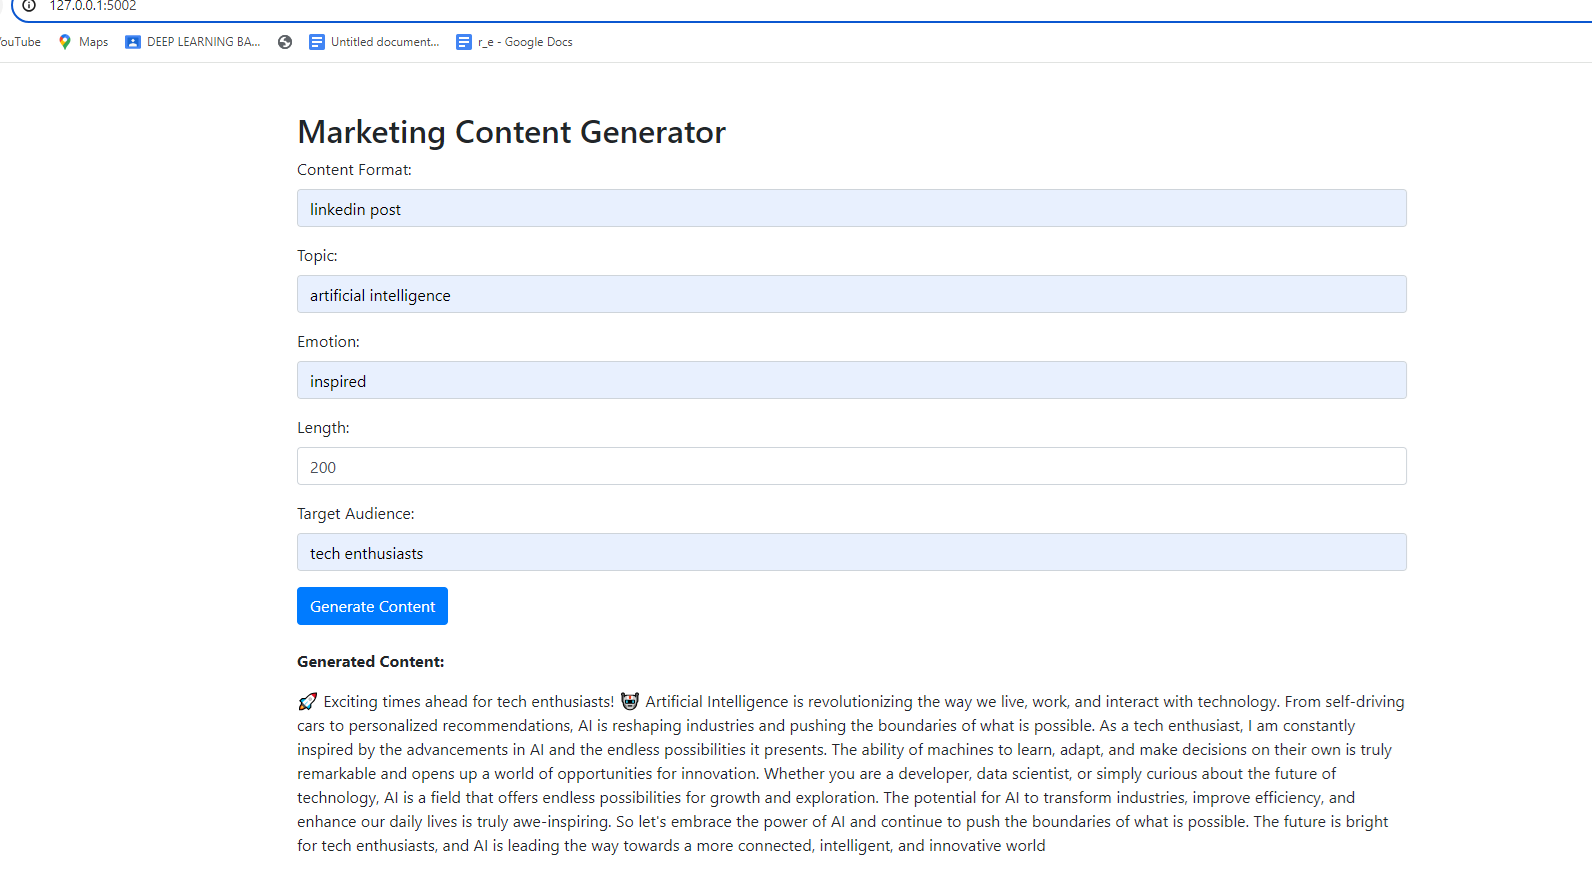 127.0.0.1:5002
YouTube Maps DEEP LEARNING BA... Untitled document... r_e - Google Docs
Marketing Content Generator
Content Format:
linkedin post
Topic:
artificial intelligence
Emotion:
inspired
Length:
200
Target Audience:
tech enthusiasts
Generate Content
Generated Content:
🚀 Exciting times ahead for tech enthusiasts! 🤖 Artificial Intelligence is revolutionizing the way we live, work, and interact with technology. From self-driving
cars to personalized recommendations, AI is reshaping industries and pushing the boundaries of what is possible. As a tech enthusiast, I am constantly
inspired by the advancements in AI and the endless possibilities it presents. The ability of machines to learn, adapt, and make decisions on their own is truly
remarkable and opens up a world of opportunities for innovation. Whether you are a developer, data scientist, or simply curious about the future of
technology, AI is a field that offers endless possibilities for growth and exploration. The potential for AI to transform industries, improve efficiency, and
enhance our daily lives is truly awe-inspiring. So let's embrace the power of AI and continue to push the boundaries of what is possible. The future is bright
for tech enthusiasts, and AI is leading the way towards a more connected, intelligent, and innovative world